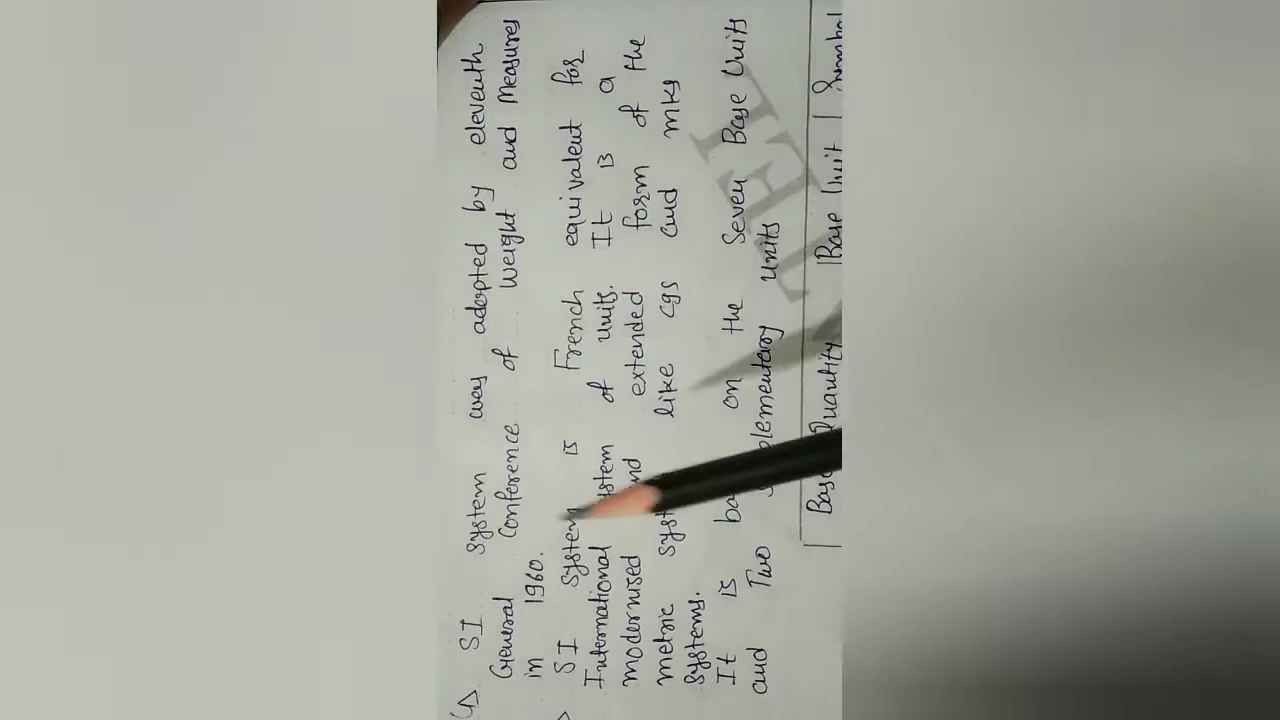 SI system was adopted by eleventh
General Conference of Weight and Measures
in 1960.
SI System is French equivalent for
International of units. It is a
modernised extended form of the
metric like cgs and mks
systems.
It is on the Seven Base Units
and Two Units
Quantity | Base Unit |